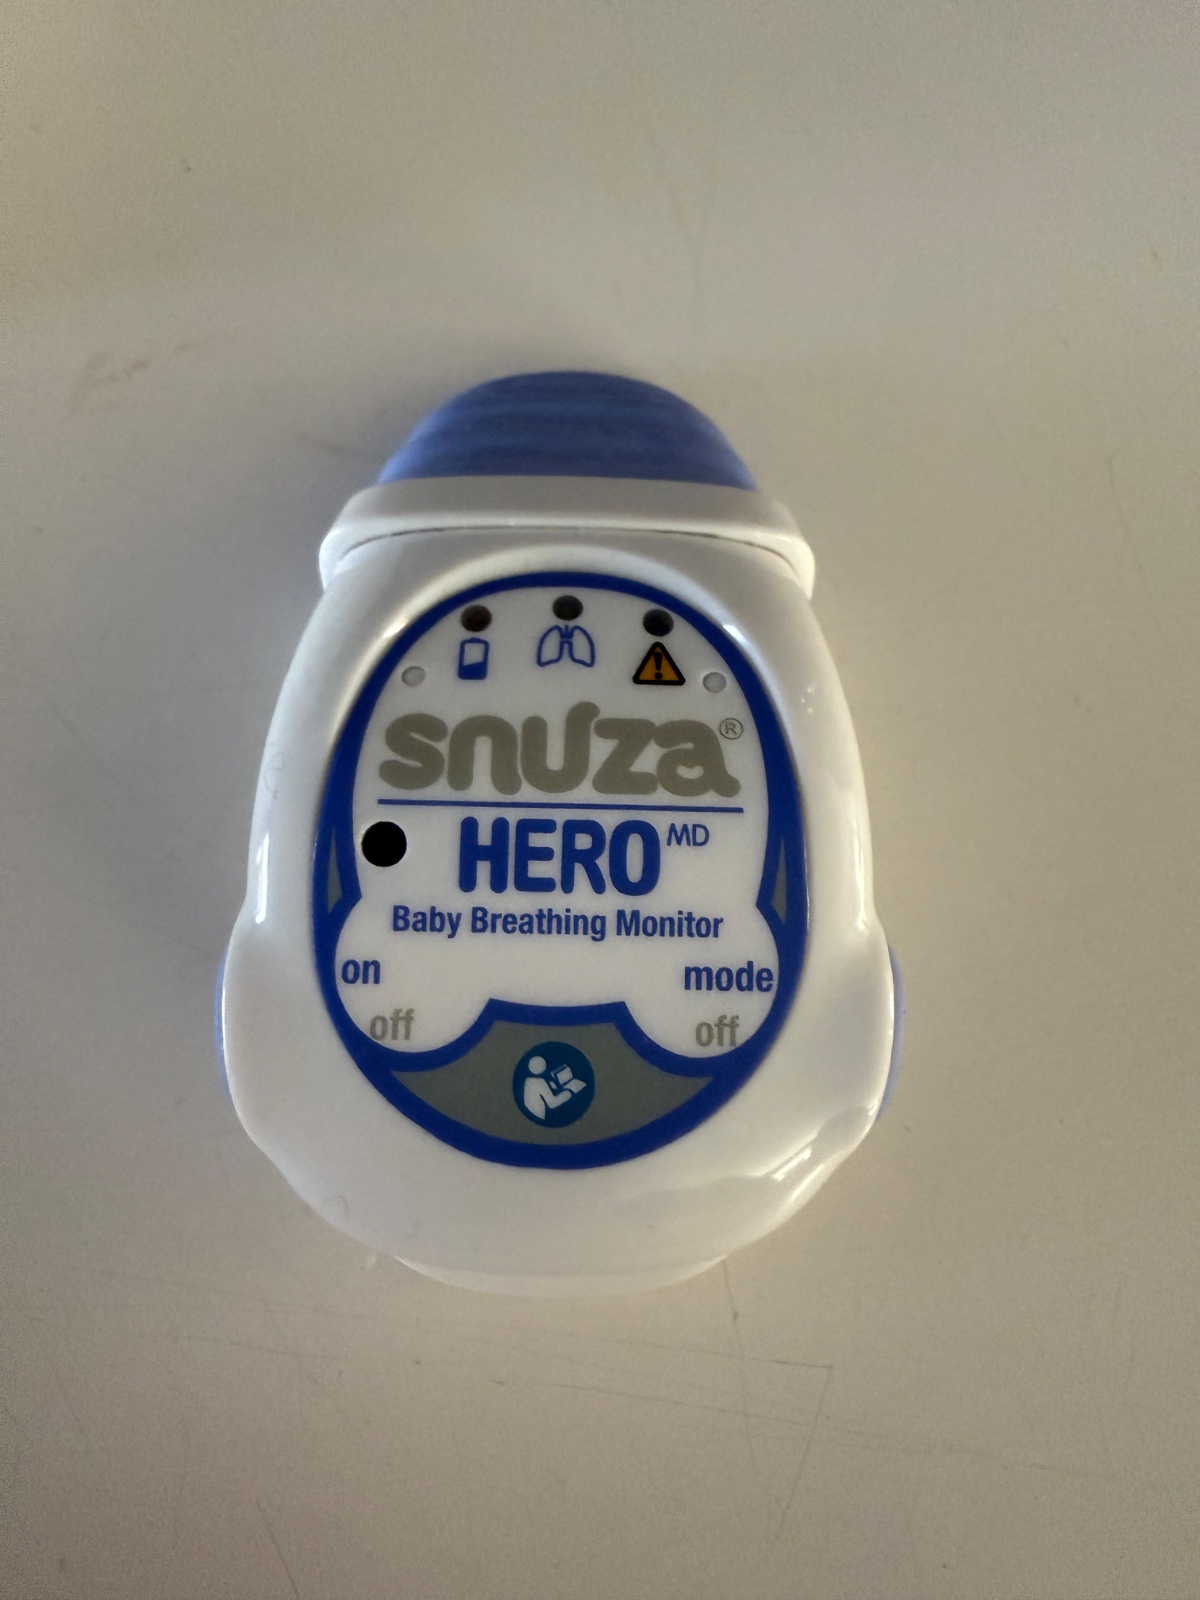 snuza®
HERO MD
Baby Breathing Monitor
on mode
off off